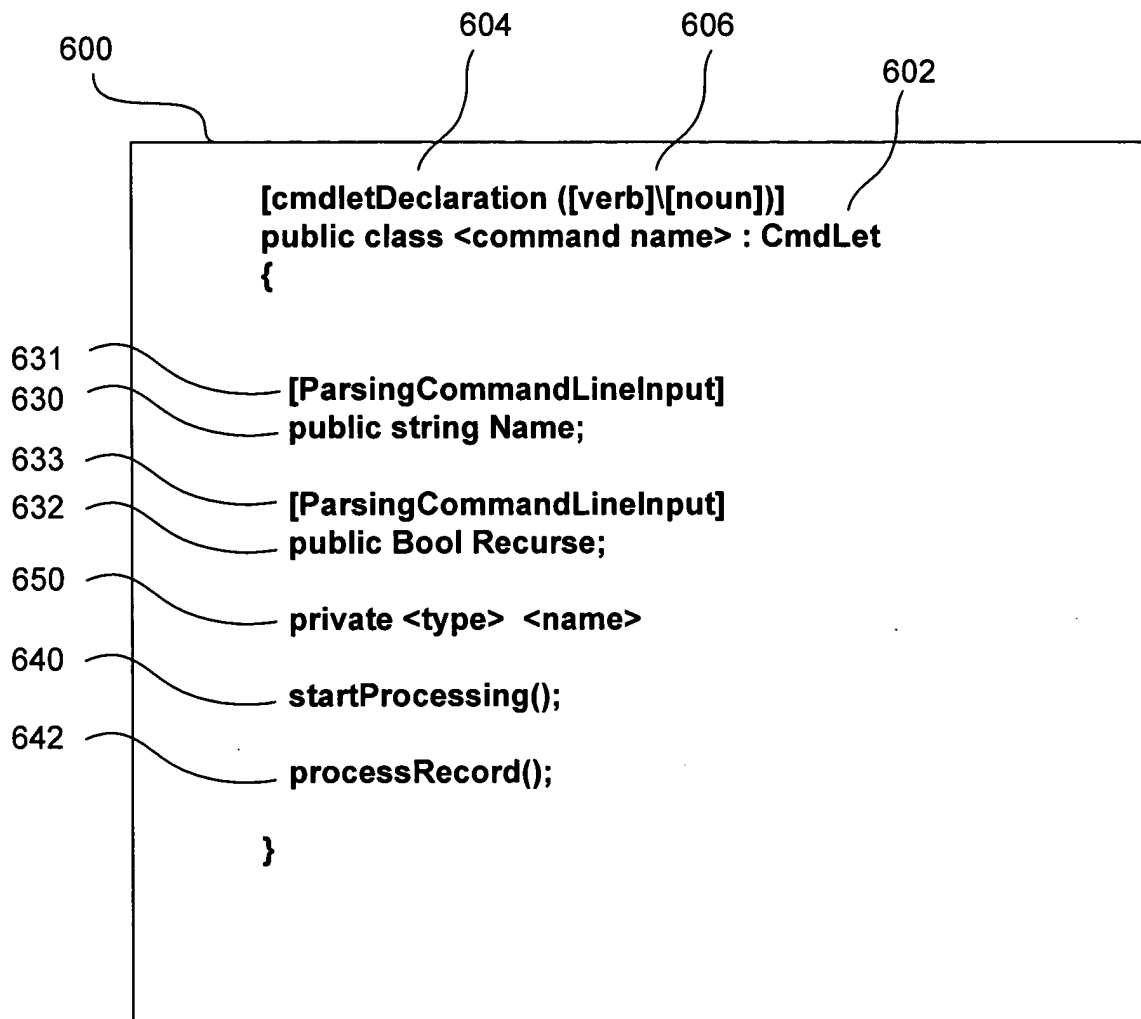 604 606
600
602
[cmdletDeclaration ([verb]\[noun])]
public class <command name> : CmdLet
{
631
[ParsingCommandLineInput]
630
public string Name;
633
[ParsingCommandLineInput]
632
public Bool Recurse;
650
private <type> <name>
640
startProcessing();
642
processRecord();
}